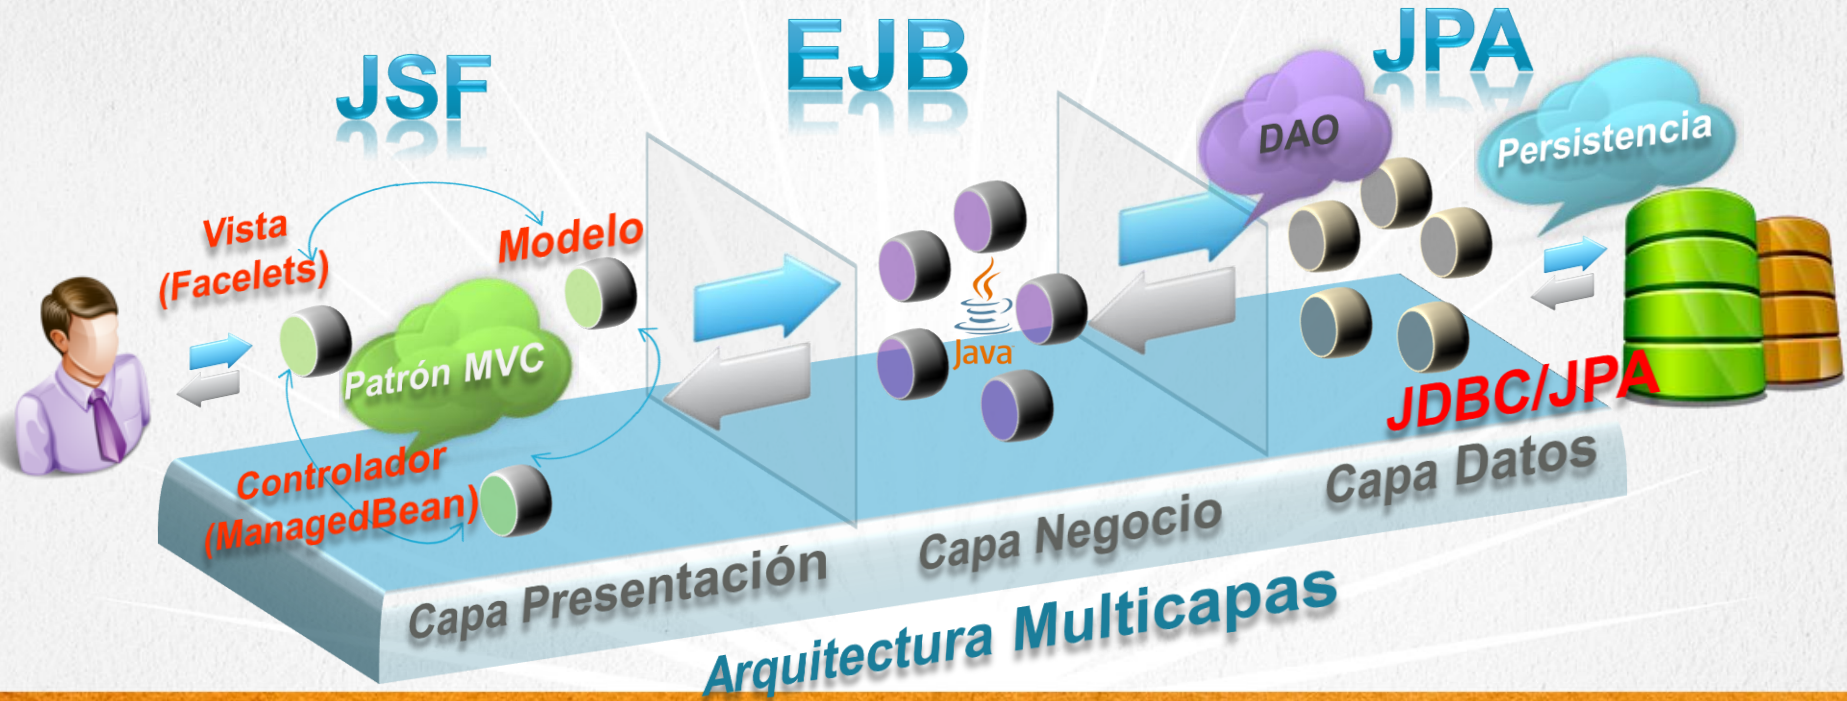 JSF
EJB
JPA
DAO
Persistencia
Vista
(Facelets)
Modelo
Patrón MVC
Java
Controlador
(ManagedBean)
JDBC/JPA
Capa Presentación
Capa Negocio
Capa Datos
Arquitectura Multicapas